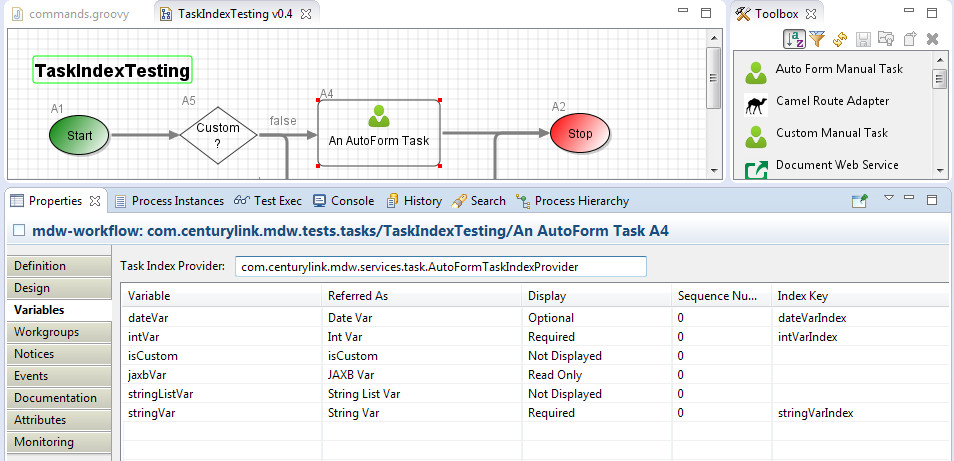 commands.groovy
TaskIndexTesting v0.4
Toolbox
TaskIndexTesting
A1
A5
A4
A2
Start
Custom
?
false
An AutoForm Task
Stop
Auto Form Manual Task
Camel Route Adapter
Custom Manual Task
Document Web Service
Properties
Process Instances
Test Exec
Console
History
Search
Process Hierarchy
mdw-workflow: com.centurylink.mdw.tests.tasks/TaskIndexTesting/An AutoForm Task A4
Definition
Design
Variables
Workgroups
Notices
Events
Documentation
Attributes
Monitoring
Task Index Provider: com.centurylink.mdw.services.task.AutoFormTaskIndexProvider
Variable Referred As Display Sequence Nu... Index Key
dateVar Date Var Optional 0 dateVarIndex
intVar Int Var Required 0 intVarIndex
isCustom isCustom Not Displayed 0
jaxbVar JAXB Var Read Only 0
stringListVar String List Var Not Displayed 0
stringVar String Var Required 0 stringVarIndex